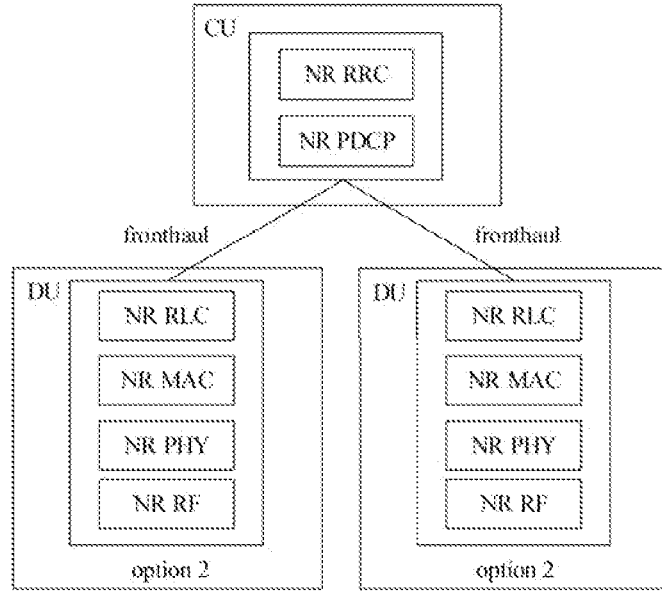 CU
NR RRC
NR PDCP
fronthaul
fronthaul
DU
NR RLC
NR MAC
NR PHY
NR RF
option 2
DU
NR RLC
NR MAC
NR PHY
NR RF
option 2